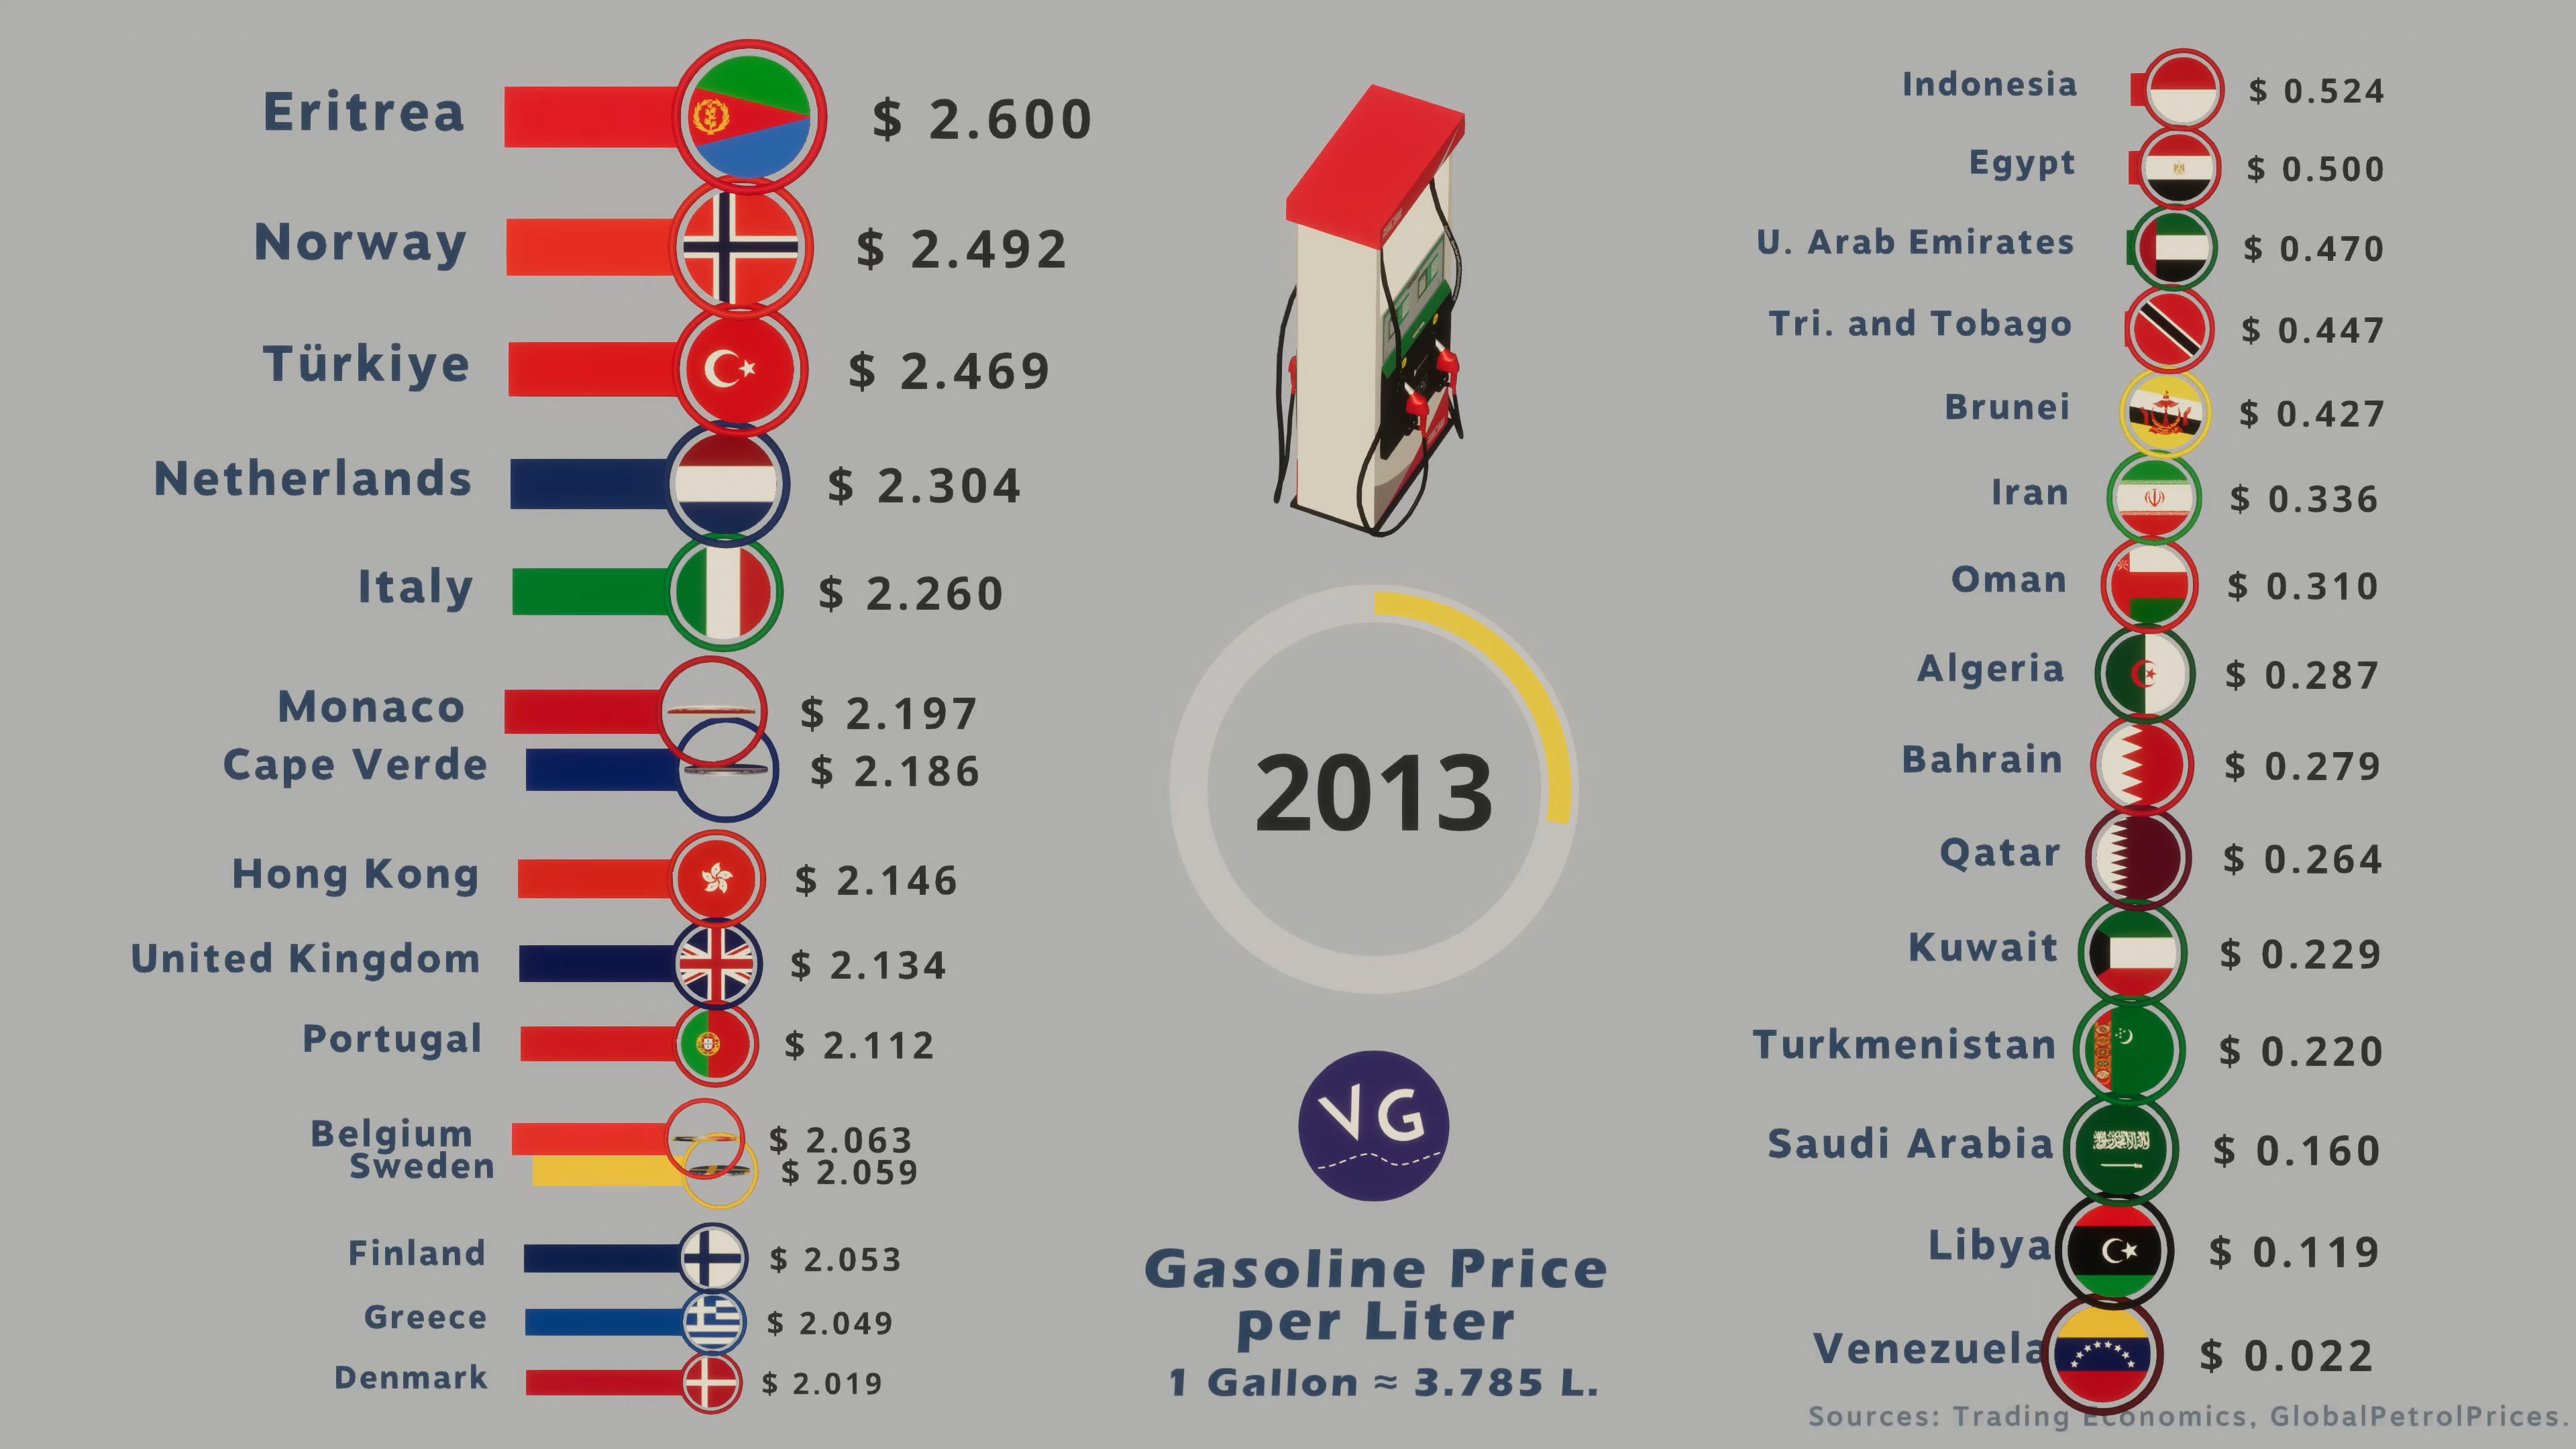 Eritrea $ 2.600
Norway $ 2.492
Türkiye $ 2.469
Netherlands $ 2.304
Italy $ 2.260
Monaco $ 2.197
Cape Verde $ 2.186
Hong Kong $ 2.146
United Kingdom $ 2.134
Portugal $ 2.112
Belgium $ 2.063
Sweden $ 2.059
Finland $ 2.053
Greece $ 2.049
Denmark $ 2.019
2013
VG
Gasoline Price
per Liter
1 Gallon ≈ 3.785 L.
Indonesia $ 0.524
Egypt $ 0.500
U. Arab Emirates $ 0.470
Tri. and Tobago $ 0.447
Brunei $ 0.427
Iran $ 0.336
Oman $ 0.310
Algeria $ 0.287
Bahrain $ 0.279
Qatar $ 0.264
Kuwait $ 0.229
Turkmenistan $ 0.220
Saudi Arabia $ 0.160
Libya $ 0.119
Venezuela $ 0.022
Sources: Trading Economics, GlobalPetrolPrices.